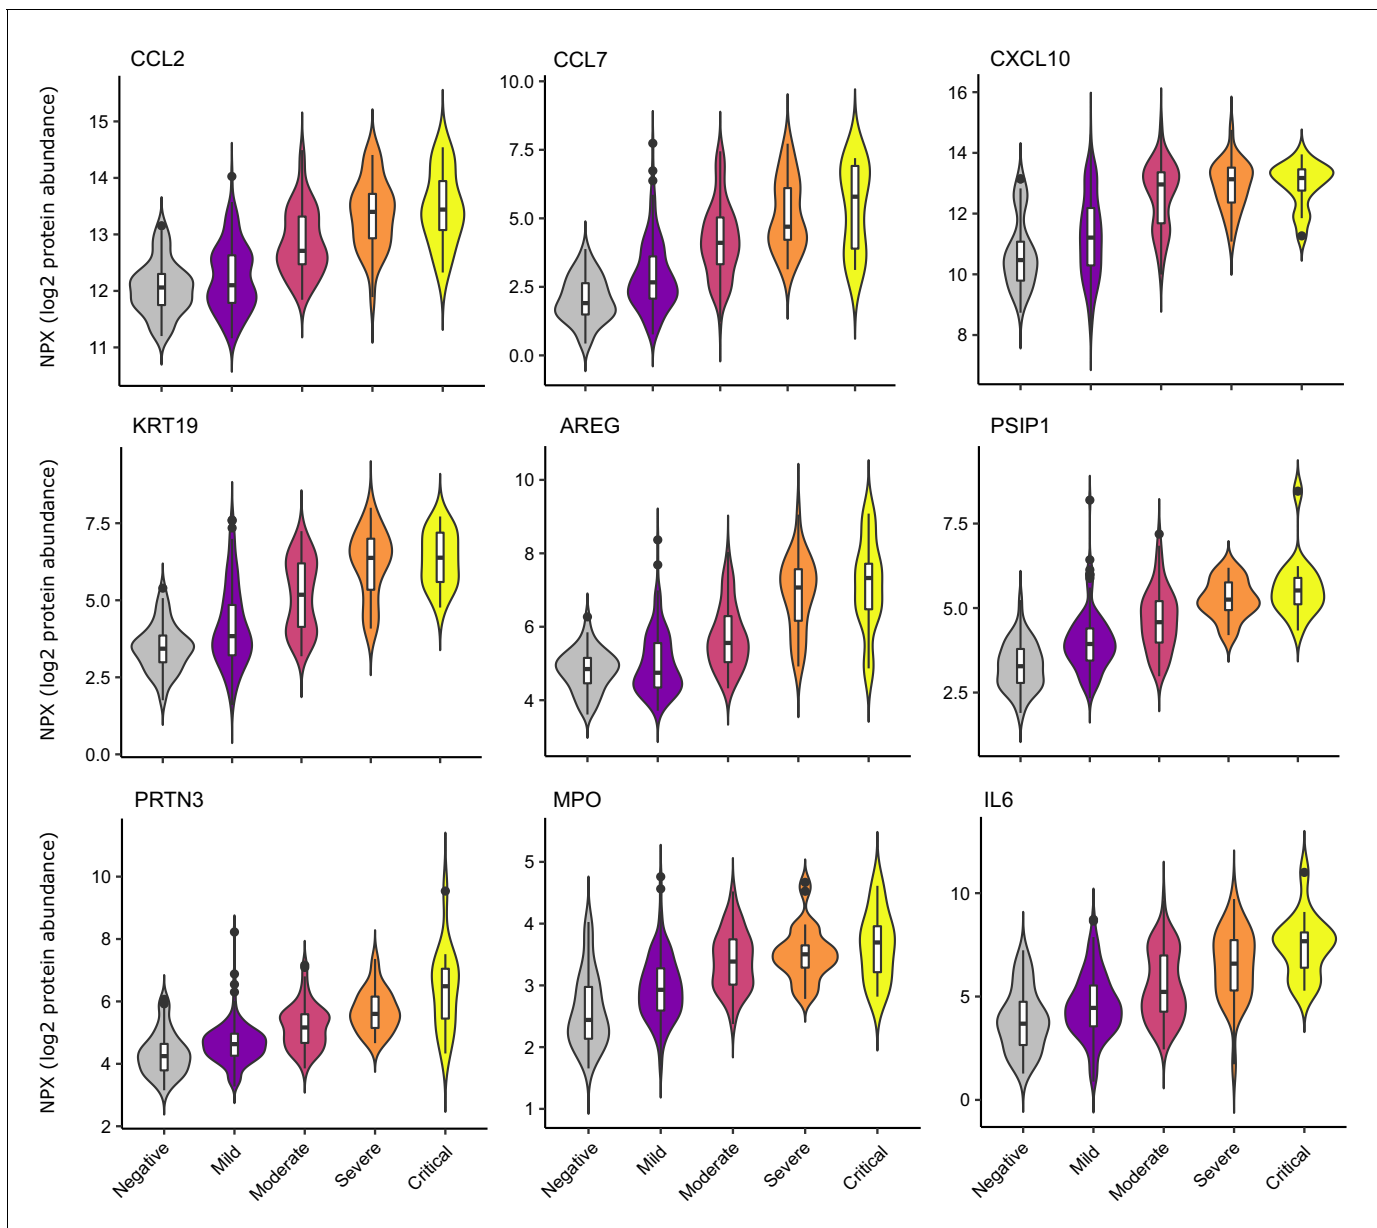 CCL2
CCL7
CXCL10
NPX (log2 protein abundance)
15
14
13
12
11
10.0
7.5
5.0
2.5
0.0
16
14
12
10
8
KRT19
AREG
PSIP1
NPX (log2 protein abundance)
7.5
5.0
2.5
0.0
10
8
6
4
7.5
5.0
2.5
PRTN3
MPO
IL6
NPX (log2 protein abundance)
10
8
6
4
2
5
4
3
2
1
10
5
0
Negative
Mild
Moderate
Severe
Critical
Negative
Mild
Moderate
Severe
Critical
Negative
Mild
Moderate
Severe
Critical